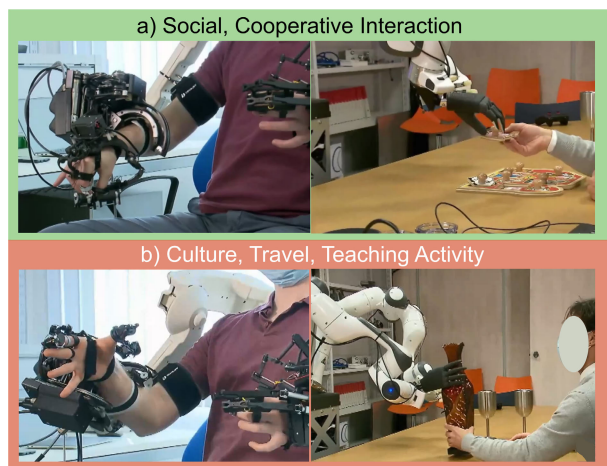 a) Social, Cooperative Interaction
b) Culture, Travel, Teaching Activity